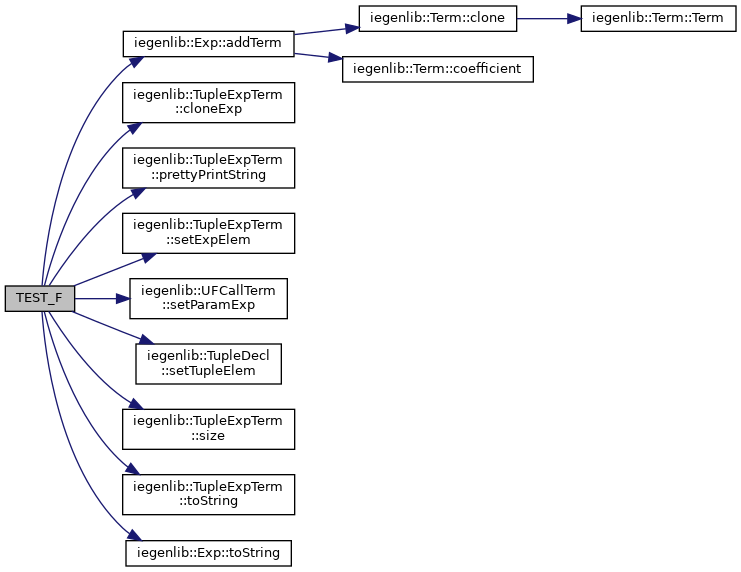 iegenlib::Term::clone
iegenlib::Term::Term
iegenlib::Exp::addTerm
iegenlib::Term::coefficient
iegenlib::TupleExpTerm
::cloneExp
iegenlib::TupleExpTerm
::prettyPrintString
iegenlib::TupleExpTerm
::setExpElem
TEST_F
iegenlib::UFCallTerm
::setParamExp
iegenlib::TupleDecl
::setTupleElem
iegenlib::TupleExpTerm
::size
iegenlib::TupleExpTerm
::toString
iegenlib::Exp::toString